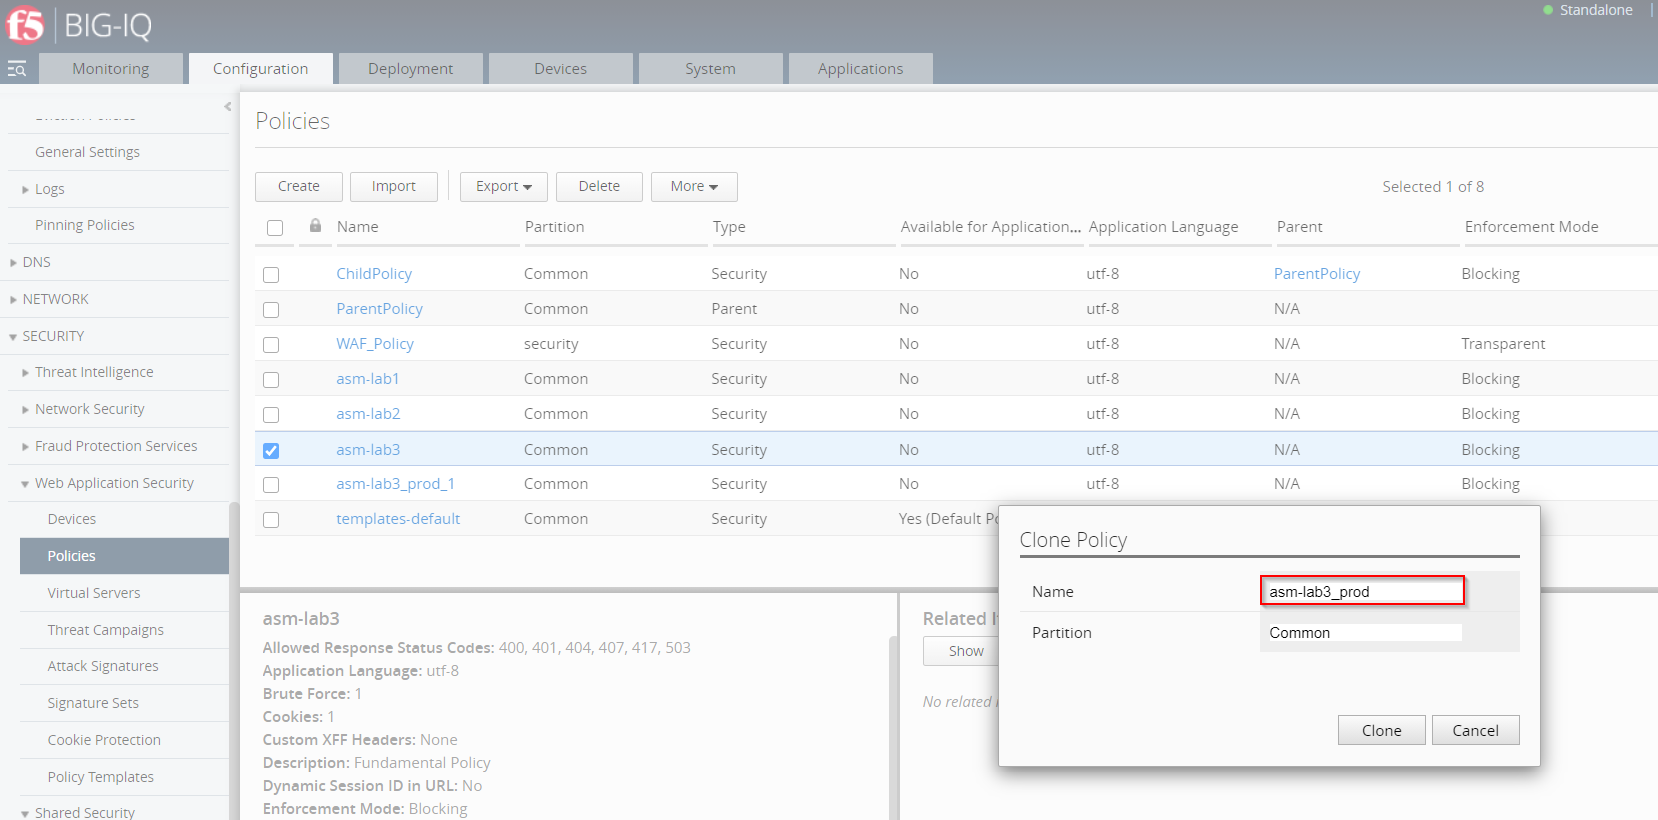 f5 BIG-IQ
Standalone
Monitoring Configuration Deployment Devices System Applications
Eviction Policies
General Settings
Logs
Pinning Policies
DNS
NETWORK
SECURITY
Threat Intelligence
Network Security
Fraud Protection Services
Web Application Security
Devices
Policies
Virtual Servers
Threat Campaigns
Attack Signatures
Signature Sets
Cookie Protection
Policy Templates
Shared Security
Policies
Create Import Export Delete More Selected 1 of 8
Name Partition Type Available for Application... Application Language Parent Enforcement Mode
ChildPolicy Common Security No utf-8 ParentPolicy Blocking
ParentPolicy Common Parent No utf-8 N/A
WAF_Policy security Security No utf-8 N/A Transparent
asm-lab1 Common Security No utf-8 N/A Blocking
asm-lab2 Common Security No utf-8 N/A Blocking
asm-lab3 Common Security No utf-8 N/A Blocking
asm-lab3_prod_1 Common Security No utf-8 N/A Blocking
templates-default Common Security Yes (Default Po
asm-lab3
Allowed Response Status Codes: 400, 401, 404, 407, 417, 503
Application Language: utf-8
Brute Force: 1
Cookies: 1
Custom XFF Headers: None
Description: Fundamental Policy
Dynamic Session ID in URL: No
Enforcement Mode: Blocking
Related
Show
No related
Clone Policy
Name asm-lab3_prod
Partition Common
Clone Cancel